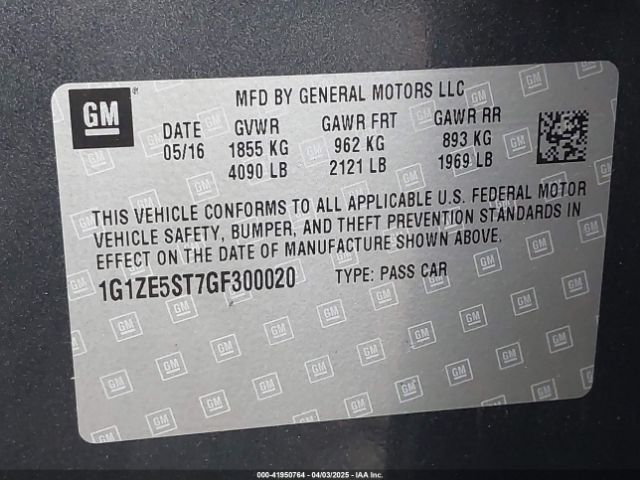 GM
MFD BY GENERAL MOTORS LLC
DATE GVWR GAWR FRT GAWR RR
05/16 1855 KG 962 KG 893 KG
4090 LB 2121 LB 1969 LB
THIS VEHICLE CONFORMS TO ALL APPLICABLE U.S. FEDERAL MOTOR
VEHICLE SAFETY, BUMPER, AND THEFT PREVENTION STANDARDS IN
EFFECT ON THE DATE OF MANUFACTURE SHOWN ABOVE.
1G1ZE5ST7GF300020 TYPE: PASS CAR
000-41950764 - 04/03/2025 - IAA Inc.